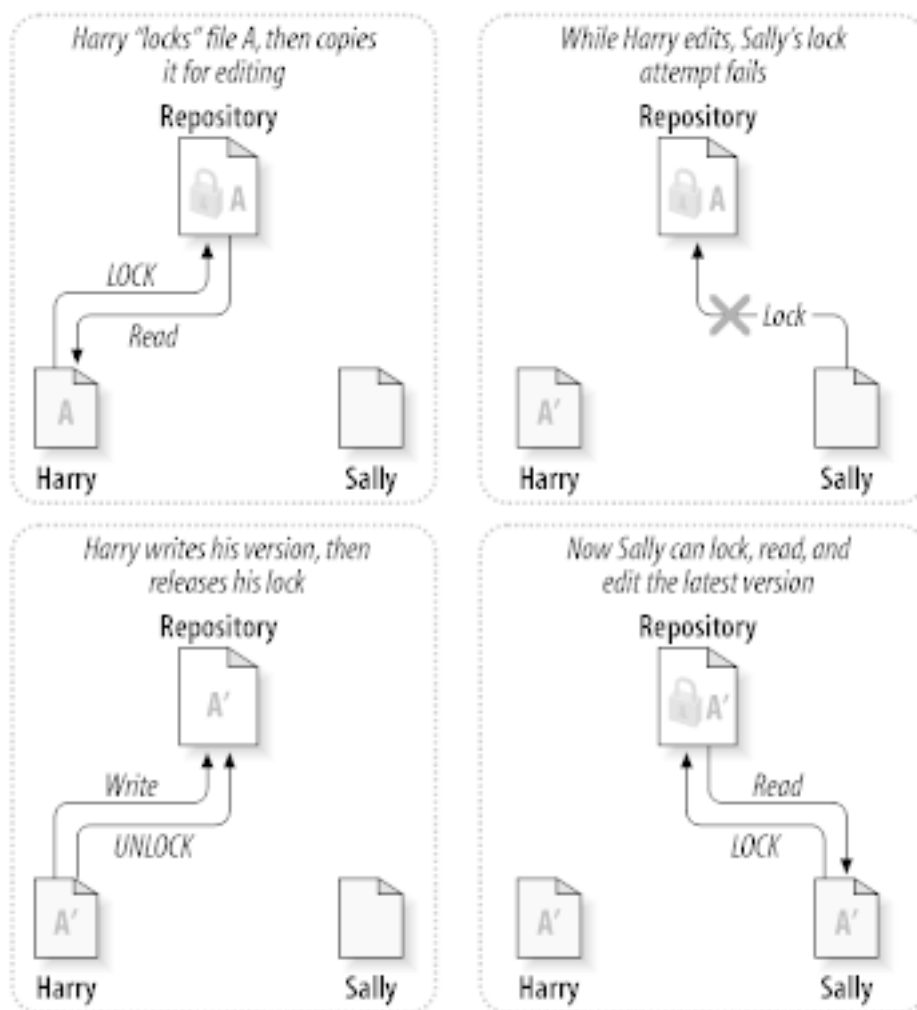 Harry “locks” file A, then copies
it for editing
Repository
A
LOCK
Read
A
Harry
Sally
While Harry edits, Sally’s lock
attempt fails
Repository
A
Lock
A’
Harry
Sally
Harry writes his version, then
releases his lock
Repository
A’
Write
UNLOCK
A’
Harry
Sally
Now Sally can lock, read, and
edit the latest version
Repository
A’
Read
LOCK
A’
Harry
A’
Sally